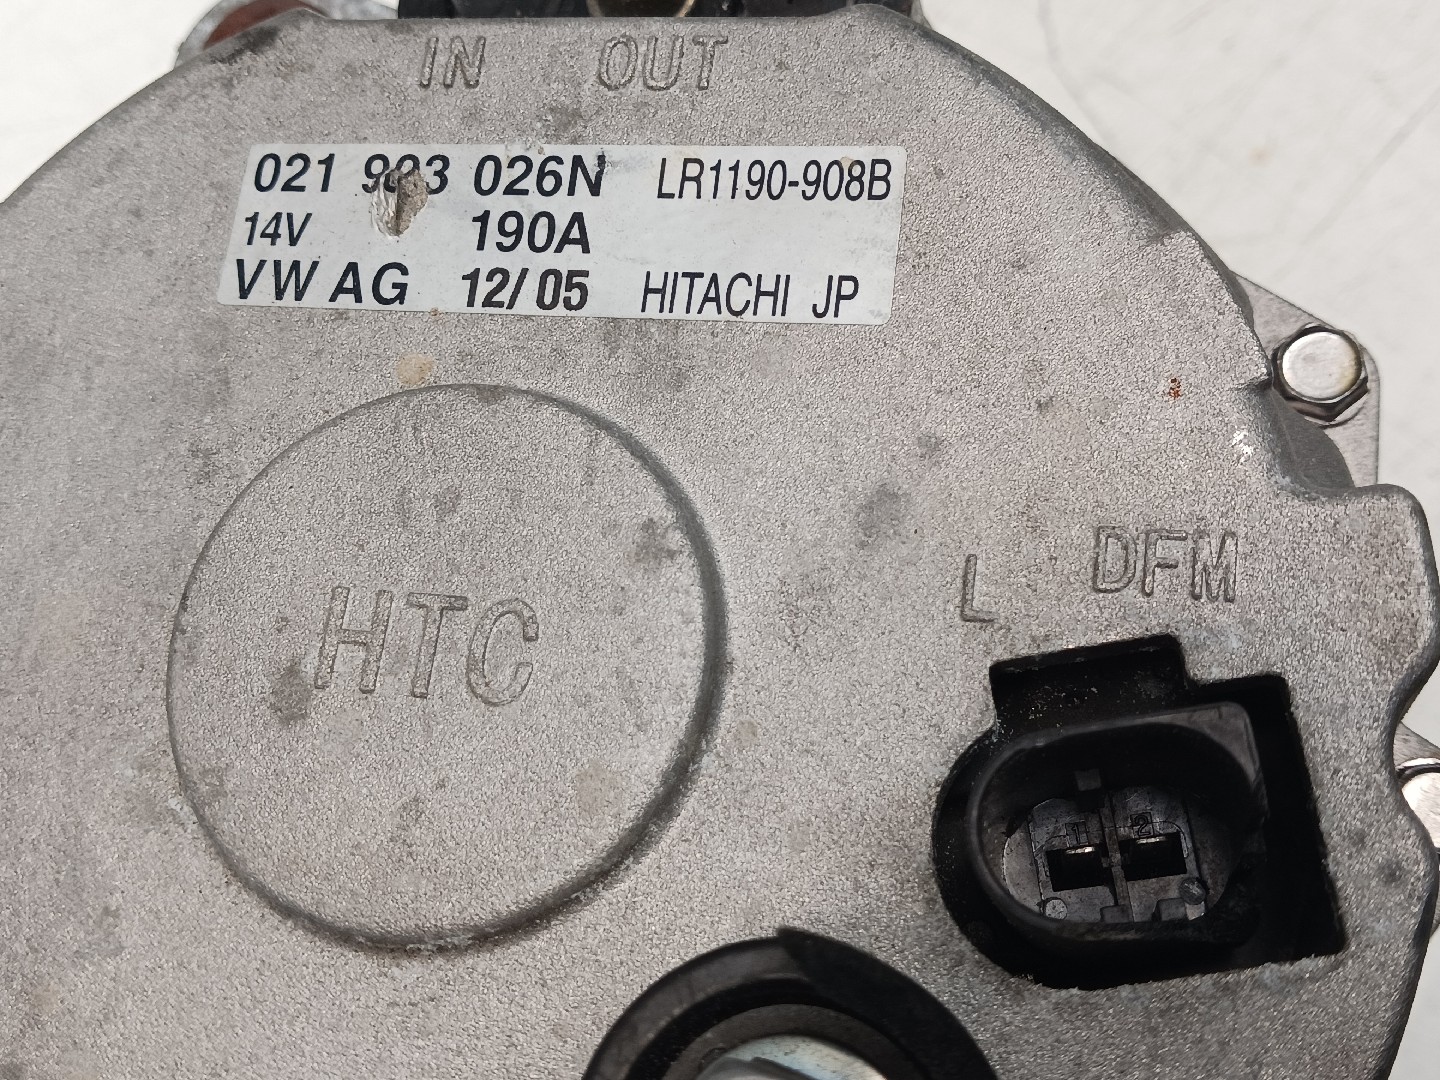 IN OUT
021 903 026N LR1190-908B
14V 190A
VW AG 12/05 HITACHI JP
L DFM
HTC
1 2